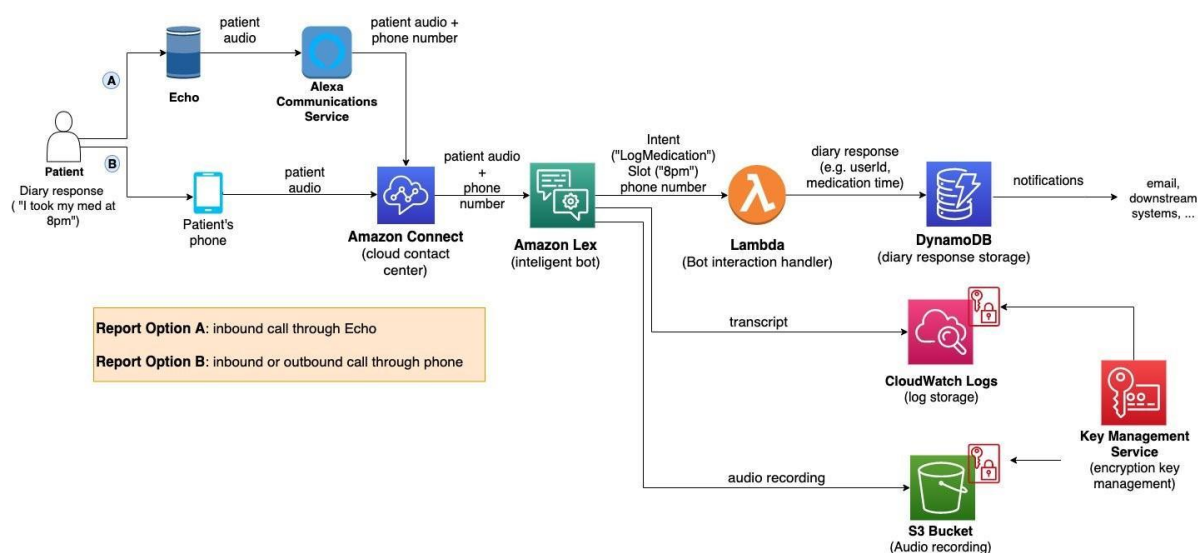 patient
audio
patient audio +
phone number
A
Echo
Alexa
Communications
Service
B
Patient
Diary response
( "I took my med at
8pm")
Patient's
phone
patient
audio
Amazon Connect
(cloud contact
center)
patient audio
+
phone
number
Amazon Lex
(inteligent bot)
Intent
("LogMedication")
Slot ("8pm")
phone number
Lambda
(Bot interaction handler)
diary response
(e.g. userId,
medication time)
DynamoDB
(diary response storage)
notifications
email,
downstream
systems, ...
Report Option A: inbound call through Echo
Report Option B: inbound or outbound call through phone
transcript
CloudWatch Logs
(log storage)
Key Management
Service
(encryption key
management)
audio recording
S3 Bucket
(Audio recording)